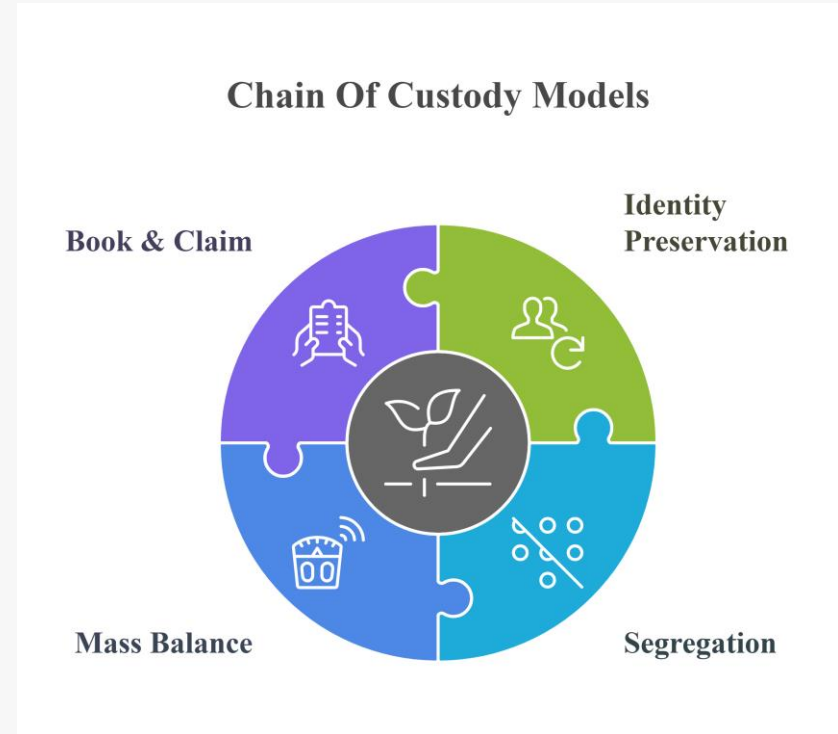 Chain Of Custody Models
Book & Claim
Identity
Preservation
Mass Balance
Segregation